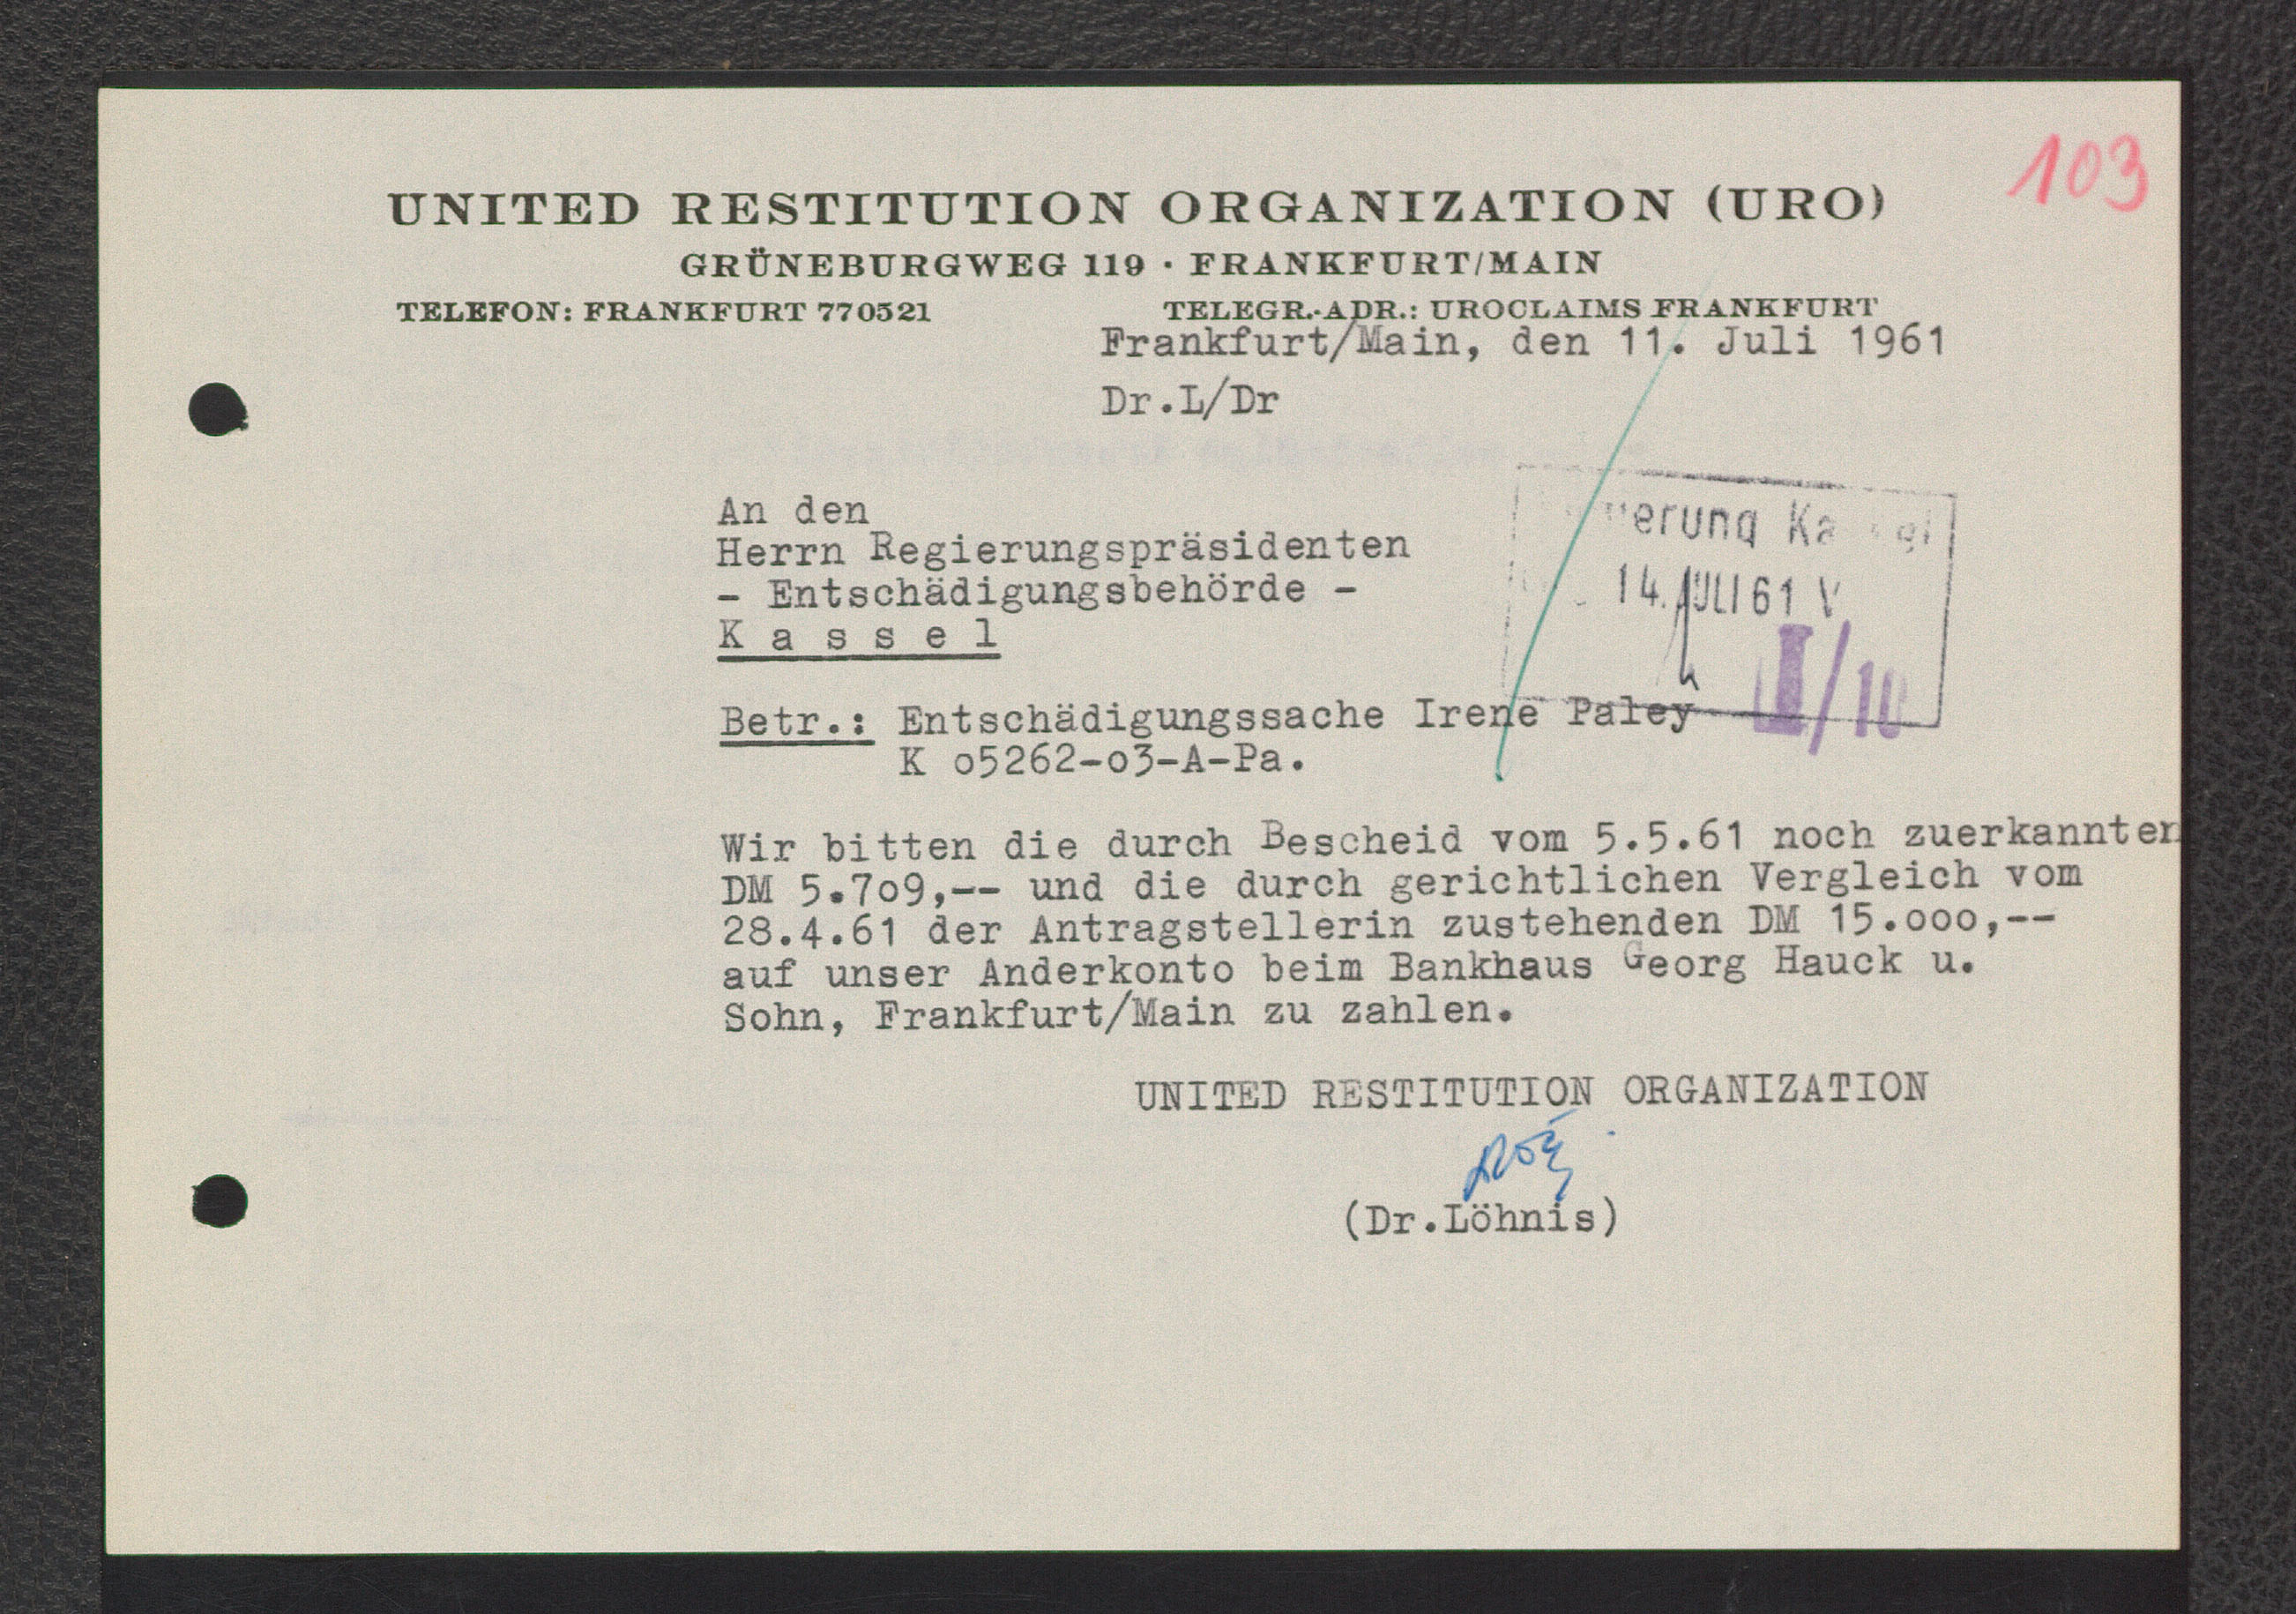 103
UNITED RESTITUTION ORGANIZATION (URO)
GRÜNEBURGWEG 119 · FRANKFURT/MAIN
TELEFON: FRANKFURT 770521 TELEGR.-ADR.: UROCLAIMS FRANKFURT
Frankfurt/Main, den 11. Juli 1961
Dr.L/Dr
An den
Herrn Regierungspräsidenten
- Entschädigungsbehörde -
K a s s e l
14. JULI 61 V
II/10
Betr.: Entschädigungssache Irene Paley
K o5262-o3-A-Pa.
Wir bitten die durch Bescheid vom 5.5.61 noch zuerkannten
DM 5.7o9,-- und die durch gerichtlichen Vergleich vom
28.4.61 der Antragstellerin zustehenden DM 15.ooo,--
auf unser Anderkonto beim Bankhaus Georg Hauck u.
Sohn, Frankfurt/Main zu zahlen.
UNITED RESTITUTION ORGANIZATION
(Dr.Löhnis)